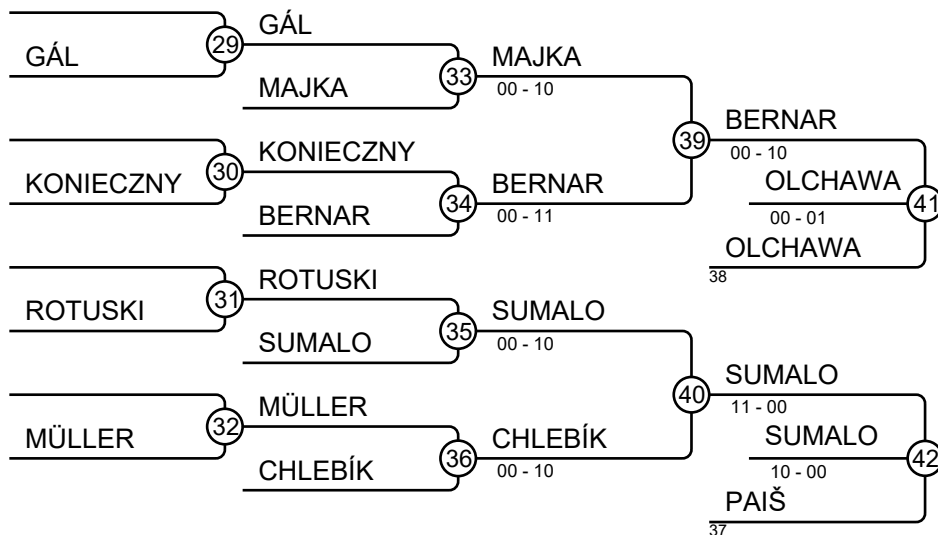 GÁL
29
GÁL
MAJKA
33
MAJKA
00 - 10
KONIECZNY
30
KONIECZNY
BERNAR
34
BERNAR
00 - 11
39
BERNAR
00 - 10
OLCHAWA
00 - 01
41
OLCHAWA
38
ROTUSKI
31
ROTUSKI
SUMALO
35
SUMALO
00 - 10
MÜLLER
32
MÜLLER
CHLEBÍK
36
CHLEBÍK
00 - 10
40
SUMALO
11 - 00
SUMALO
10 - 00
42
PAIŠ
37